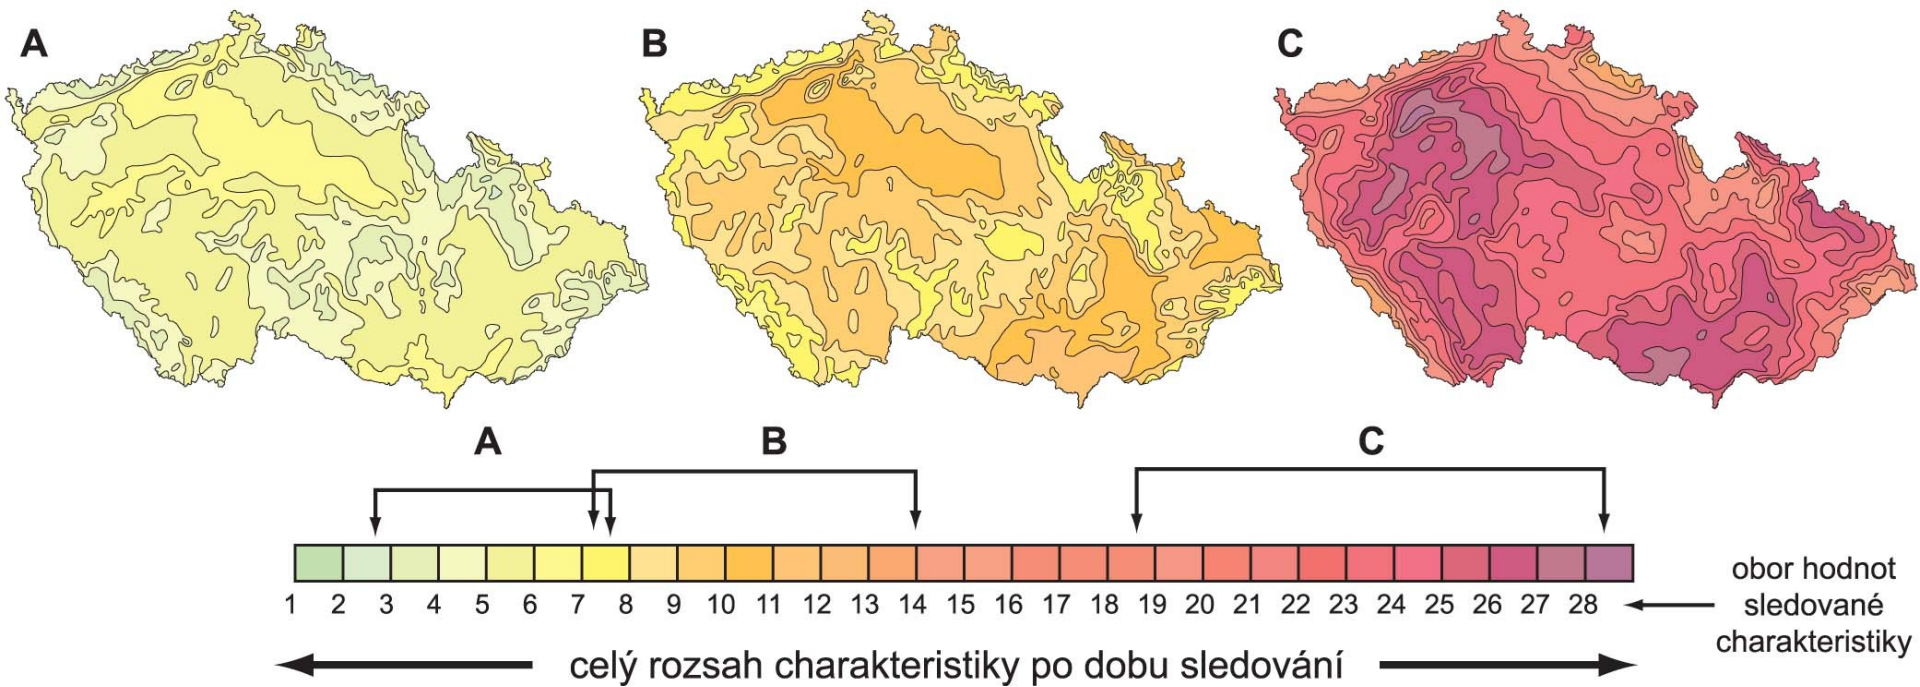 A B C
A B C
1 2 3 4 5 6 7 8 9 10 11 12 13 14 15 16 17 18 19 20 21 22 23 24 25 26 27 28
obor hodnot
sledované
charakteristiky
celý rozsah charakteristiky po dobu sledování